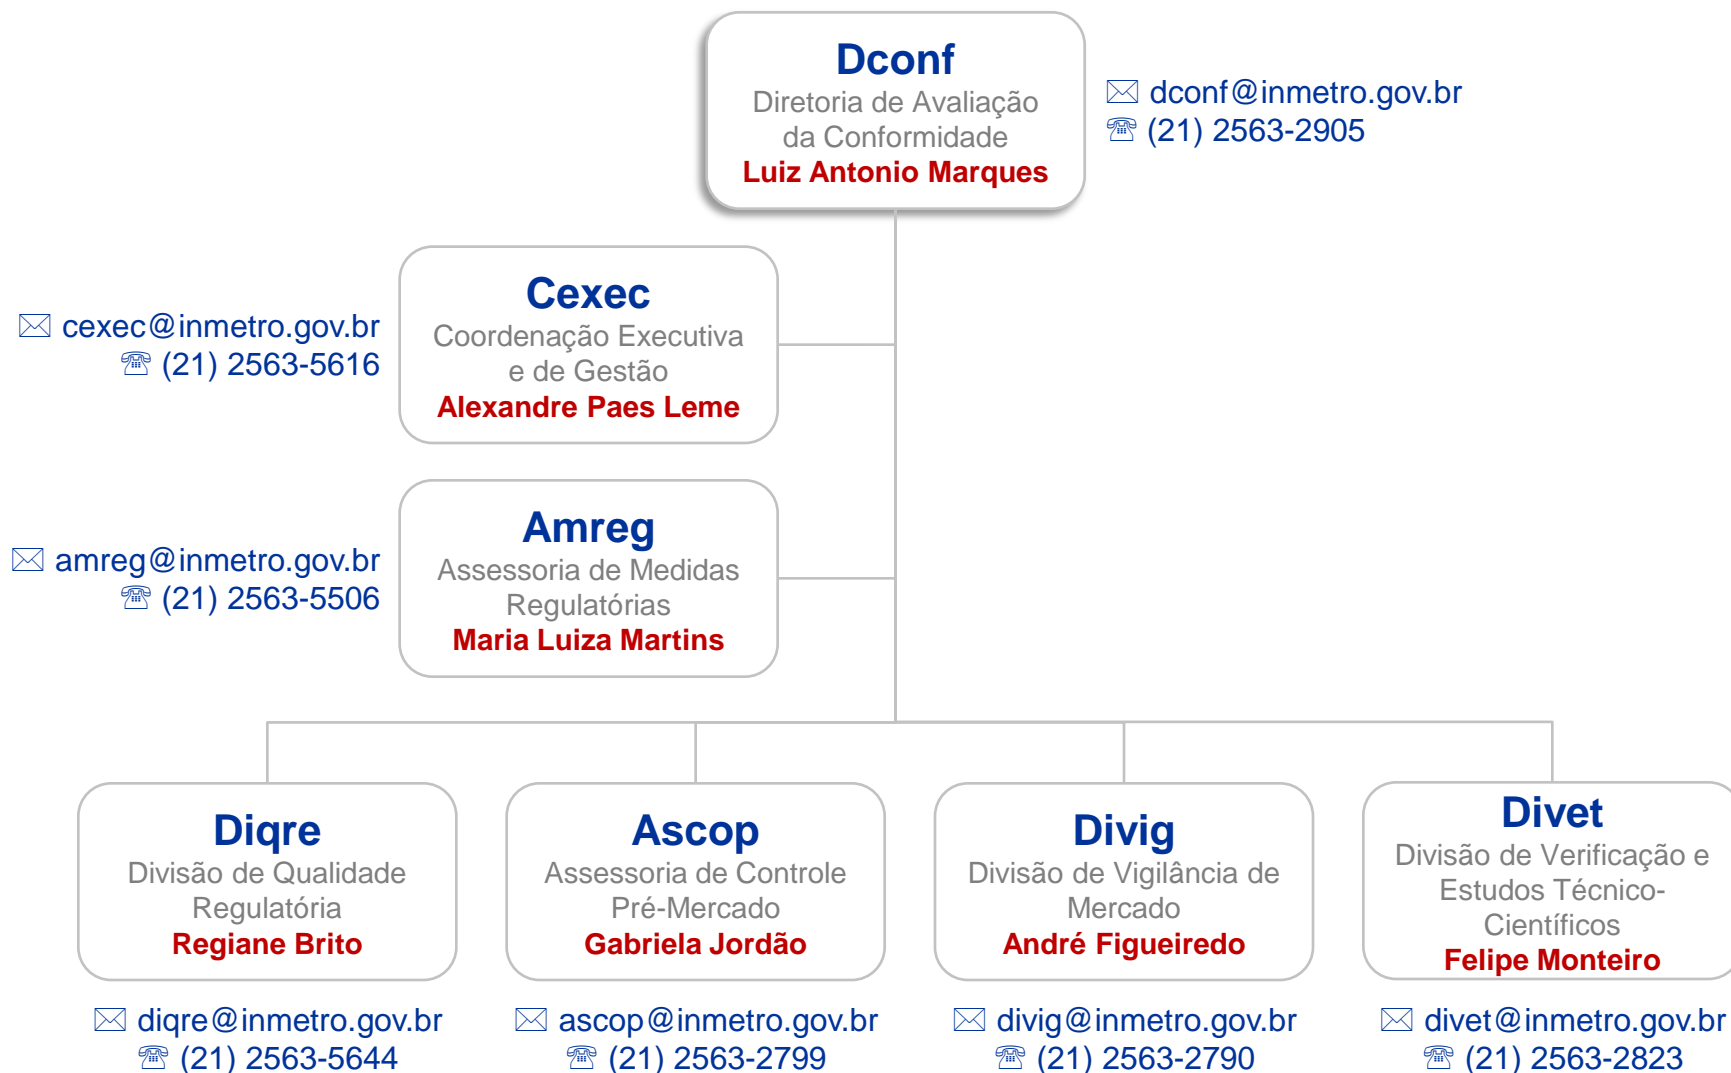 Dconf
Diretoria de Avaliação
da Conformidade
Luiz Antonio Marques
dconf@inmetro.gov.br
(21) 2563-2905
Cexec
Coordenação Executiva
e de Gestão
Alexandre Paes Leme
cexec@inmetro.gov.br
(21) 2563-5616
Amreg
Assessoria de Medidas
Regulatórias
Maria Luiza Martins
amreg@inmetro.gov.br
(21) 2563-5506
Diqre
Divisão de Qualidade
Regulatória
Regiane Brito
diqre@inmetro.gov.br
(21) 2563-5644
Ascop
Assessoria de Controle
Pré-Mercado
Gabriela Jordão
ascop@inmetro.gov.br
(21) 2563-2799
Divig
Divisão de Vigilância de
Mercado
André Figueiredo
divig@inmetro.gov.br
(21) 2563-2790
Divet
Divisão de Verificação e
Estudos Técnico-
Científicos
Felipe Monteiro
divet@inmetro.gov.br
(21) 2563-2823